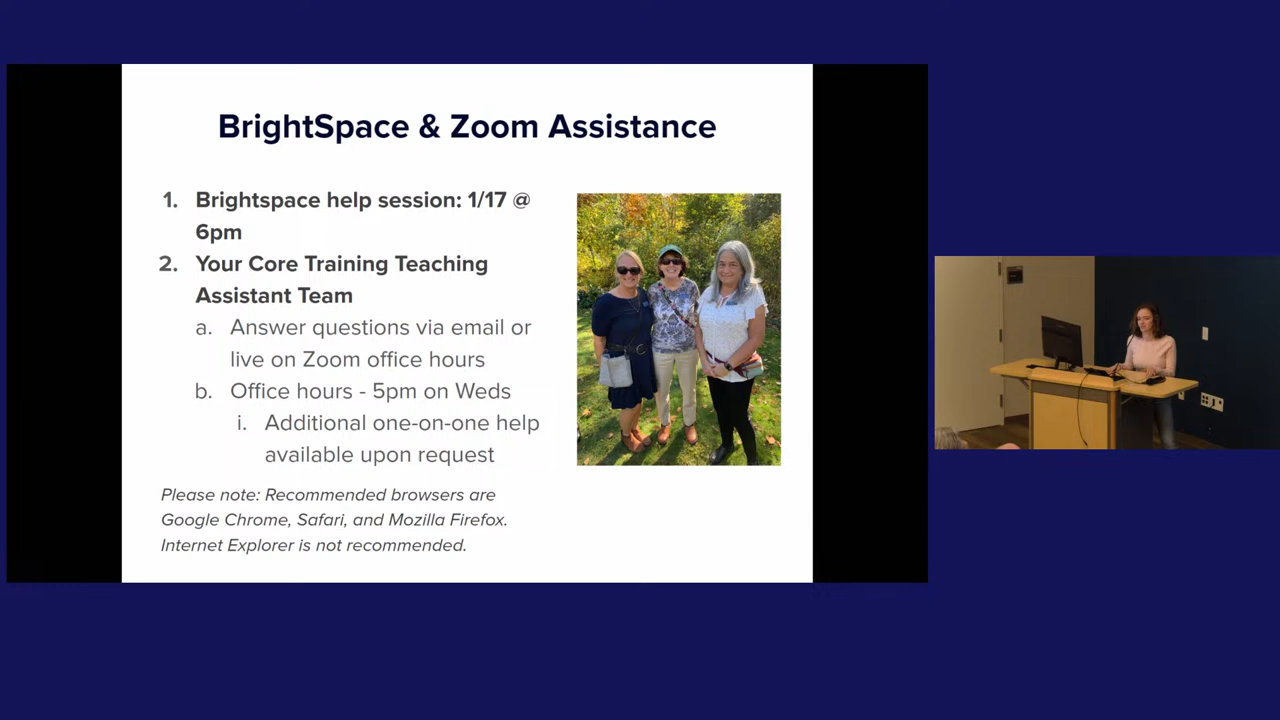 BrightSpace & Zoom Assistance
1. Brightspace help session: 1/17 @
6pm
2. Your Core Training Teaching
Assistant Team
a. Answer questions via email or
live on Zoom office hours
b. Office hours - 5pm on Weds
i. Additional one-on-one help
available upon request
Please note: Recommended browsers are
Google Chrome, Safari, and Mozilla Firefox.
Internet Explorer is not recommended.